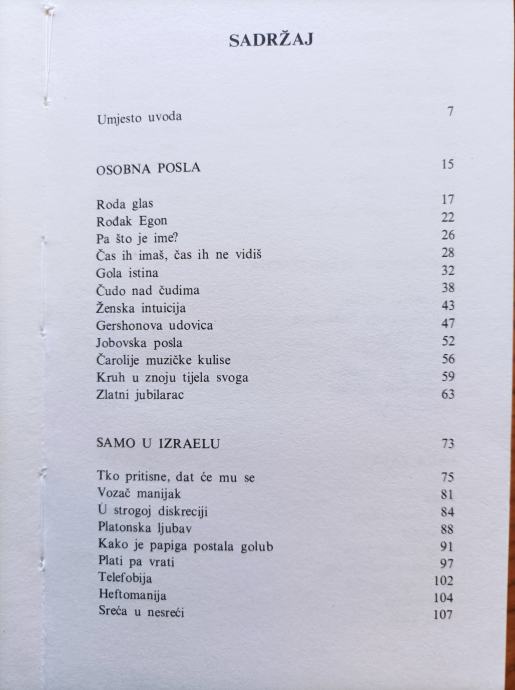 SADRŽAJ
Umjesto uvoda 7
OSOBNA POSLA 15
Roda glas 17
Rođak Egon 22
Pa što je ime? 26
Čas ih imaš, čas ih ne vidiš 28
Gola istina 32
Čudo nad čudima 38
Ženska intuicija 43
Gershonova udovica 47
Jobovska posla 52
Čarolije muzičke kulise 56
Kruh u znoju tijela svoga 59
Zlatni jubilarac 63
SAMO U IZRAELU 73
Tko pritisne, dat će mu se 75
Vozač manijak 81
U strogoj diskreciji 84
Platonska ljubav 88
Kako je papiga postala golub 91
Plati pa vrati 97
Telefobija 102
Heftomanija 104
Sreća u nesreći 107